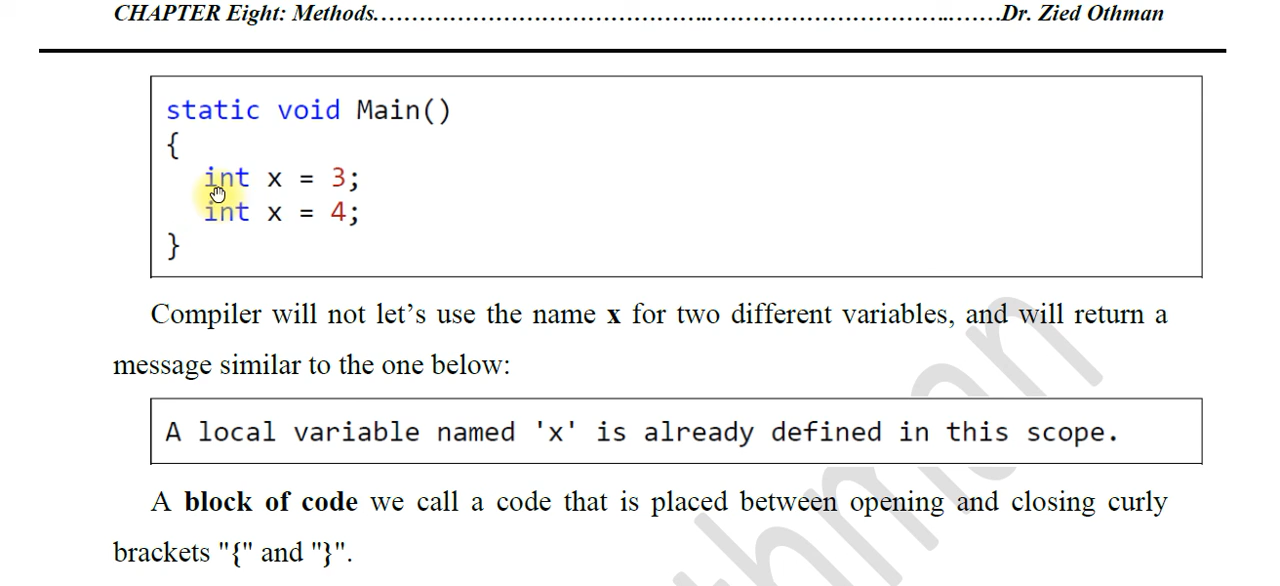 CHAPTER Eight: Methods……………………………………..…………………………..……Dr. Zied Othman
static void Main()
{
int x = 3;
int x = 4;
}
Compiler will not let’s use the name x for two different variables, and will return a
message similar to the one below:
A local variable named 'x' is already defined in this scope.
A block of code we call a code that is placed between opening and closing curly
brackets "{" and "}".